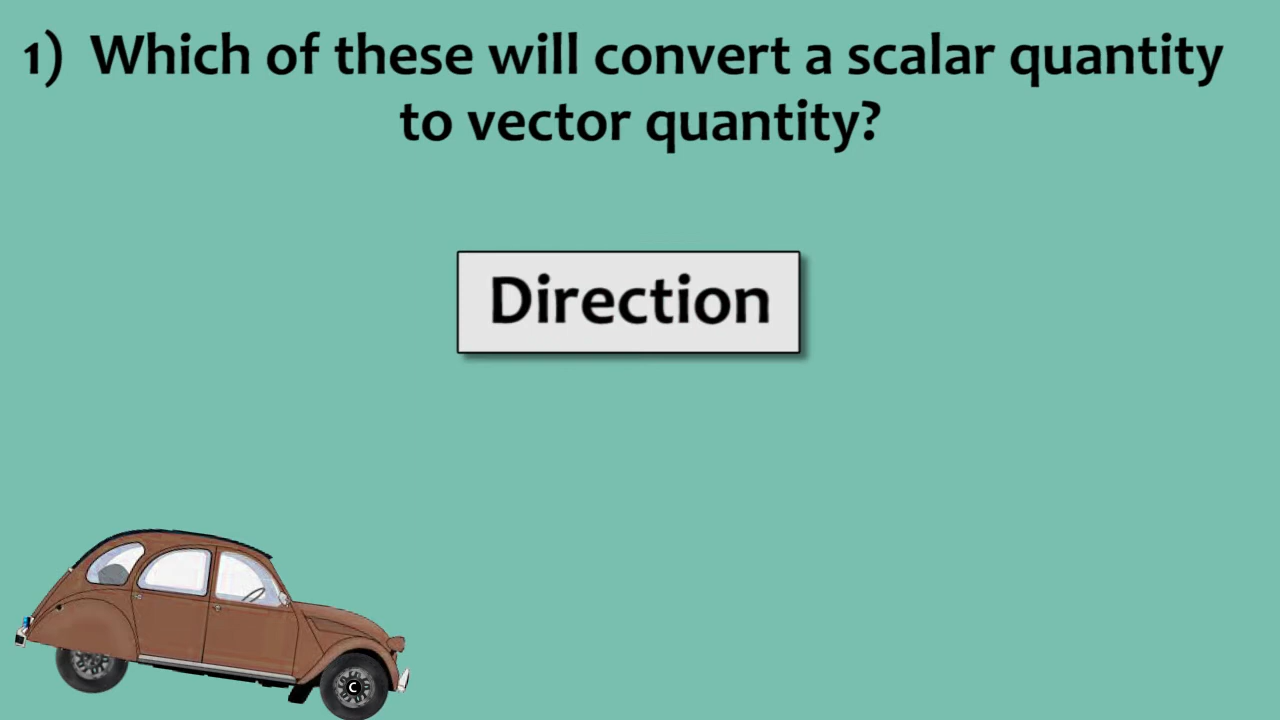 1) Which of these will convert a scalar quantity
to vector quantity?
Direction
C